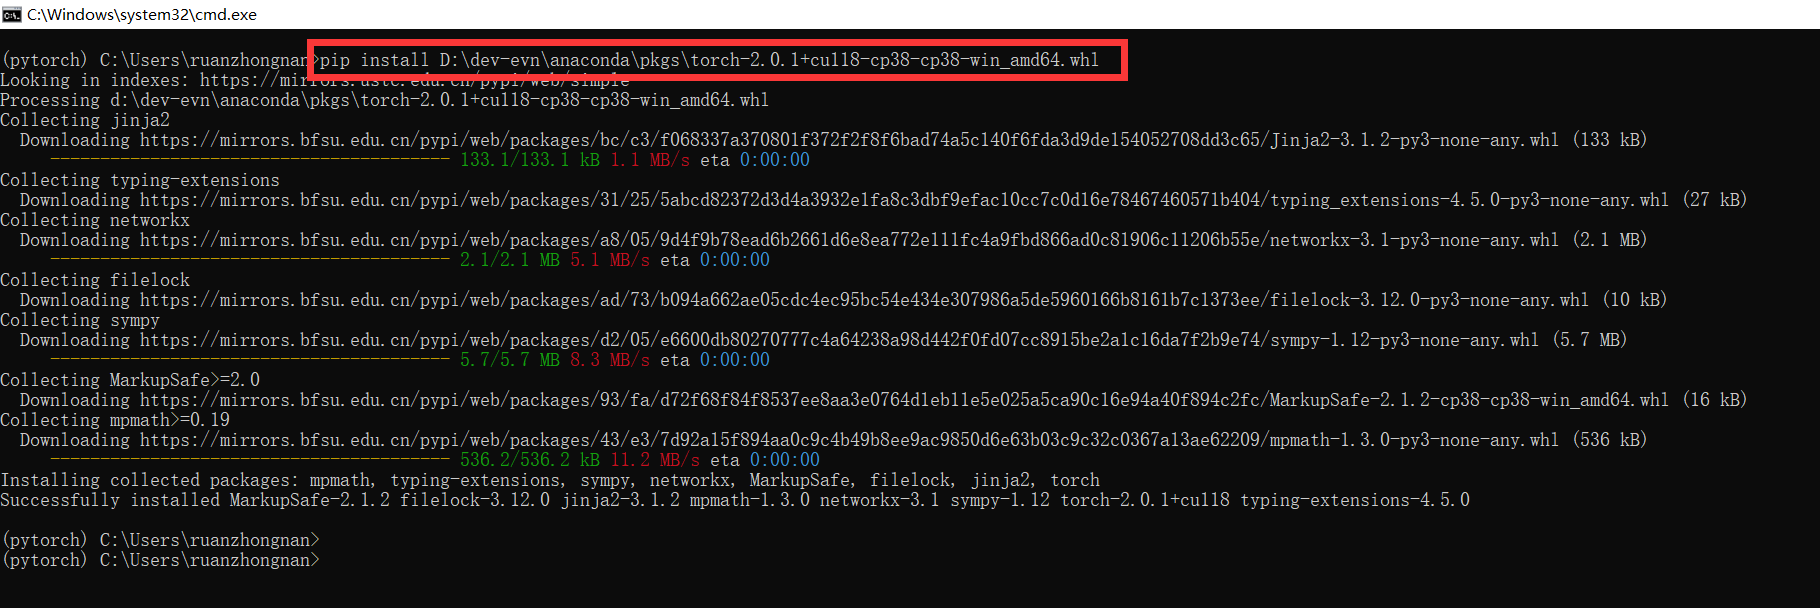 C:\Windows\system32\cmd.exe
(pytorch) C:\Users\ruanzhongnan>pip install D:\dev-evn\anaconda\pkgs\torch-2.0.1+cu118-cp38-cp38-win_amd64.whl
Looking in indexes: https://mirrors.ustc.edu.cn/pypi/web/simple
Processing d:\dev-evn\anaconda\pkgs\torch-2.0.1+cu118-cp38-cp38-win_amd64.whl
Collecting jinja2
Downloading https://mirrors.bfsu.edu.cn/pypi/web/packages/bc/c3/f068337a370801f372f2f8f6bad74a5c140f6fda3d9de154052708dd3c65/Jinja2-3.1.2-py3-none-any.whl (133 kB)
---------------------------------------- 133.1/133.1 kB 1.1 MB/s eta 0:00:00
Collecting typing-extensions
Downloading https://mirrors.bfsu.edu.cn/pypi/web/packages/31/25/5abcd82372d3d4a3932e1fa8c3dbf9efac10cc7c0d16e78467460571b404/typing_extensions-4.5.0-py3-none-any.whl (27 kB)
Collecting networkx
Downloading https://mirrors.bfsu.edu.cn/pypi/web/packages/a8/05/9d4f9b78ead6b2661d6e8ea772e111fc4a9fbd866ad0c81906c11206b55e/networkx-3.1-py3-none-any.whl (2.1 MB)
---------------------------------------- 2.1/2.1 MB 5.1 MB/s eta 0:00:00
Collecting filelock
Downloading https://mirrors.bfsu.edu.cn/pypi/web/packages/ad/73/b094a662ae05cdc4ec95bc54e434e307986a5de5960166b8161b7c1373ee/filelock-3.12.0-py3-none-any.whl (10 kB)
Collecting sympy
Downloading https://mirrors.bfsu.edu.cn/pypi/web/packages/d2/05/e6600db80270777c4a64238a98d442f0fd07cc8915be2a1c16da7f2b9e74/sympy-1.12-py3-none-any.whl (5.7 MB)
---------------------------------------- 5.7/5.7 MB 8.3 MB/s eta 0:00:00
Collecting MarkupSafe>=2.0
Downloading https://mirrors.bfsu.edu.cn/pypi/web/packages/93/fa/d72f68f84f8537ee8aa3e0764d1eb11e5e025a5ca90c16e94a40f894c2fc/MarkupSafe-2.1.2-cp38-cp38-win_amd64.whl (16 kB)
Collecting mpmath>=0.19
Downloading https://mirrors.bfsu.edu.cn/pypi/web/packages/43/e3/7d92a15f894aa0c9c4b49b8ee9ac9850d6e63b03c9c32c0367a13ae62209/mpmath-1.3.0-py3-none-any.whl (536 kB)
---------------------------------------- 536.2/536.2 kB 11.2 MB/s eta 0:00:00
Installing collected packages: mpmath, typing-extensions, sympy, networkx, MarkupSafe, filelock, jinja2, torch
Successfully installed MarkupSafe-2.1.2 filelock-3.12.0 jinja2-3.1.2 mpmath-1.3.0 networkx-3.1 sympy-1.12 torch-2.0.1+cu118 typing-extensions-4.5.0
(pytorch) C:\Users\ruanzhongnan>
(pytorch) C:\Users\ruanzhongnan>